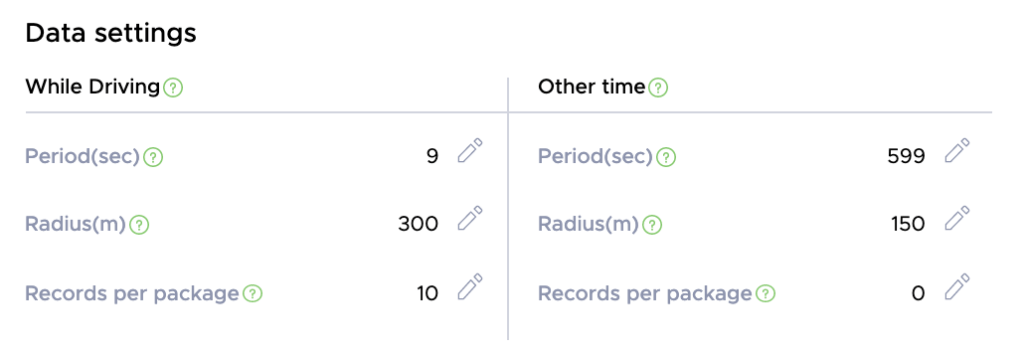 Data settings
While Driving ?
Period(sec) ? 9
Radius(m) ? 300
Records per package ? 10
Other time ?
Period(sec) ? 599
Radius(m) ? 150
Records per package ? 0